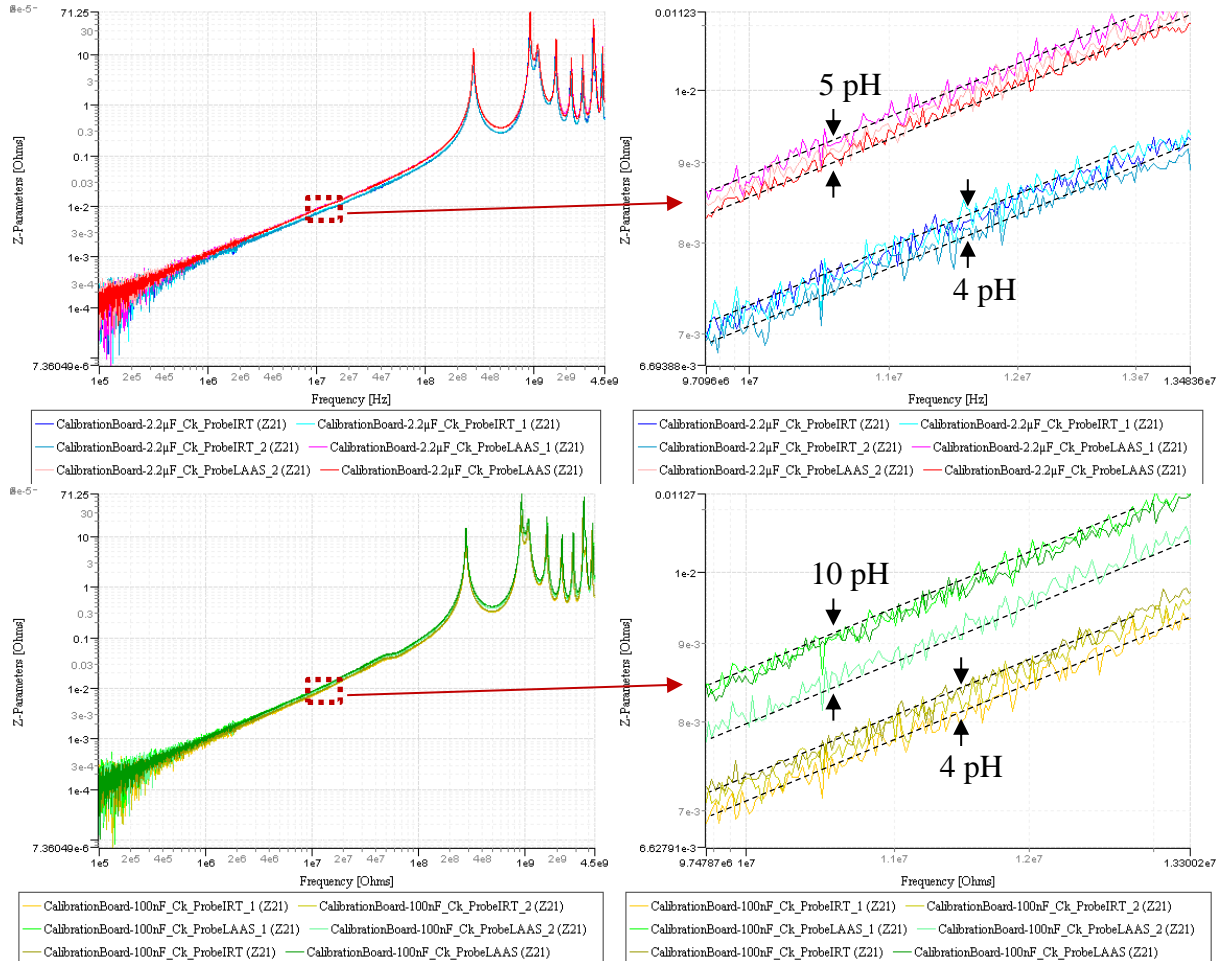 71.25
30
10
3
1
0.3
0.1
0.03
1e-2
3e-3
1e-3
3e-4
1e-4
7.36049e-6
Z-Parameters [Ohms]
1e5 2e5 4e5 1e6 2e6 4e6 1e7 2e7 4e7 1e8 2e8 4e8 1e9 4.5e9
Frequency [Hz]
0.01123
1e-2
9e-3
8e-3
7e-3
6.69388e-3
Z-Parameters [Ohms]
5 pH
4 pH
9.7096e6 1e7 1.1e7 1.2e7 1.3e7 1.34836e7
Frequency [Hz]
CalibrationBoard-2.2µF_Ck_ProbeIRT (Z21) CalibrationBoard-2.2µF_Ck_ProbeIRT_1 (Z21)
CalibrationBoard-2.2µF_Ck_ProbeIRT_2 (Z21) CalibrationBoard-2.2µF_Ck_ProbeLAAS_1 (Z21)
CalibrationBoard-2.2µF_Ck_ProbeLAAS_2 (Z21) CalibrationBoard-2.2µF_Ck_ProbeLAAS (Z21)
CalibrationBoard-2.2µF_Ck_ProbeIRT (Z21) CalibrationBoard-2.2µF_Ck_ProbeIRT_1 (Z21)
CalibrationBoard-2.2µF_Ck_ProbeIRT_2 (Z21) CalibrationBoard-2.2µF_Ck_ProbeLAAS_1 (Z21)
CalibrationBoard-2.2µF_Ck_ProbeLAAS_2 (Z21) CalibrationBoard-2.2µF_Ck_ProbeLAAS (Z21)
71.25
30
10
3
1
0.3
0.1
0.03
1e-2
3e-3
1e-3
3e-4
1e-4
7.36049e-6
Z-Parameters [Ohms]
1e5 2e5 4e5 1e6 2e6 4e6 1e7 2e7 4e7 1e8 2e8 4e8 1e9 2e9 4.5e9
Frequency [Ohms]
0.01127
1e-2
9e-3
8e-3
7e-3
6.62791e-3
Z-Parameters [Ohms]
10 pH
4 pH
9.74787e6 1e7 1.1e7 1.2e7 1.33002e7
Frequency [Ohms]
CalibrationBoard-100nF_Ck_ProbeIRT_1 (Z21) CalibrationBoard-100nF_Ck_ProbeIRT_2 (Z21)
CalibrationBoard-100nF_Ck_ProbeLAAS_1 (Z21) CalibrationBoard-100nF_Ck_ProbeLAAS_2 (Z21)
CalibrationBoard-100nF_Ck_ProbeIRT (Z21) CalibrationBoard-100nF_Ck_ProbeLAAS (Z21)
CalibrationBoard-100nF_Ck_ProbeIRT_1 (Z21) CalibrationBoard-100nF_Ck_ProbeIRT_2 (Z21)
CalibrationBoard-100nF_Ck_ProbeLAAS_1 (Z21) CalibrationBoard-100nF_Ck_ProbeLAAS_2 (Z21)
CalibrationBoard-100nF_Ck_ProbeIRT (Z21) CalibrationBoard-100nF_Ck_ProbeLAAS (Z21)